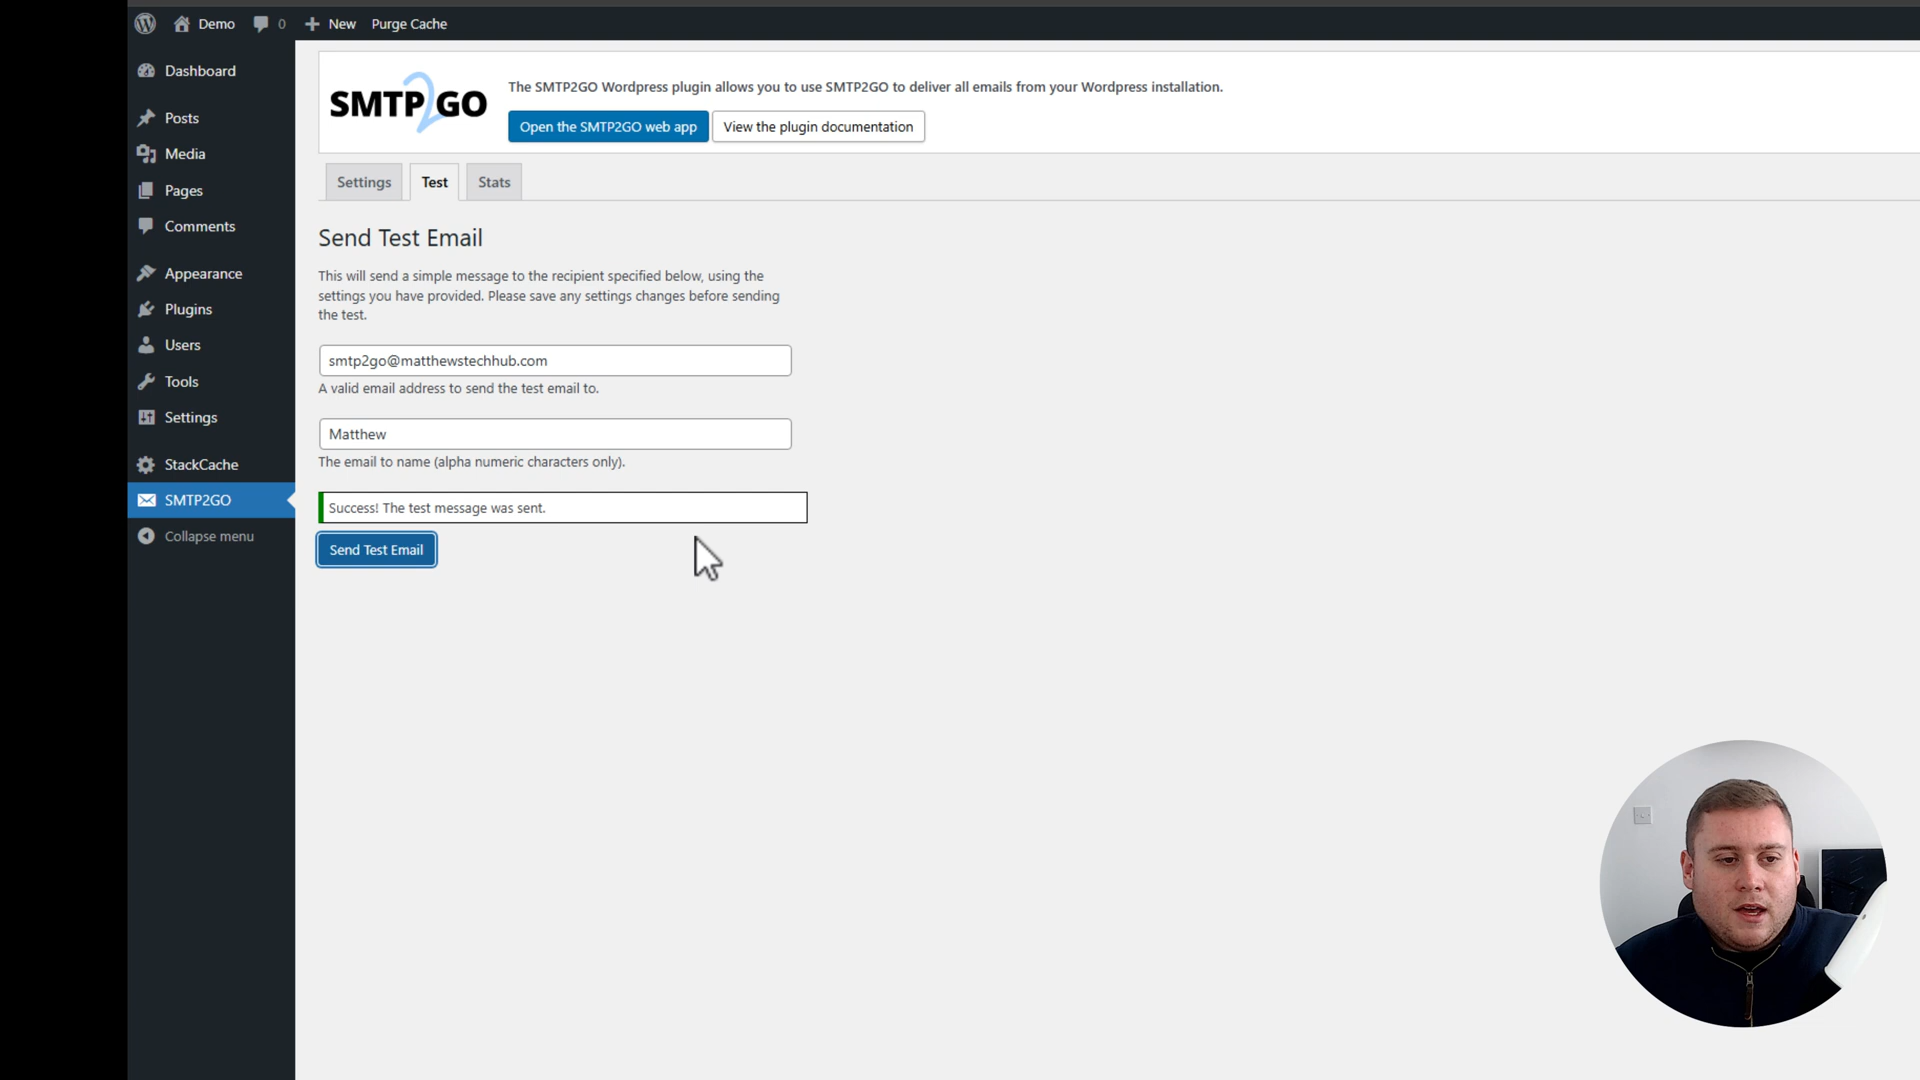 Demo
0
New
Purge Cache
Dashboard
Posts
Media
Pages
Comments
Appearance
Plugins
Users
Tools
Settings
StackCache
SMTP2GO
Collapse menu
SMTP2GO
The SMTP2GO Wordpress plugin allows you to use SMTP2GO to deliver all emails from your Wordpress installation.
Open the SMTP2GO web app
View the plugin documentation
Settings
Test
Stats
Send Test Email
This will send a simple message to the recipient specified below, using the
settings you have provided. Please save any settings changes before sending
the test.
smtp2go@matthewstechhub.com
A valid email address to send the test email to.
Matthew
The email to name (alpha numeric characters only).
Success! The test message was sent.
Send Test Email